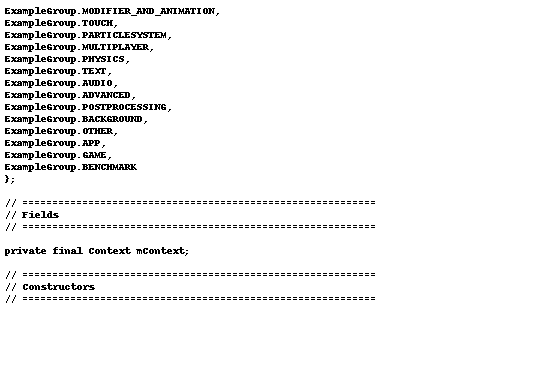 ExampleGroup.MODIFIER_AND_ANIMATION,
ExampleGroup.TOUCH,
ExampleGroup.PARTICLESYSTEM,
ExampleGroup.MULTIPLAYER,
ExampleGroup.PHYSICS,
ExampleGroup.TEXT,
ExampleGroup.AUDIO,
ExampleGroup.ADVANCED,
ExampleGroup.POSTPROCESSING,
ExampleGroup.BACKGROUND,
ExampleGroup.OTHER,
ExampleGroup.APP,
ExampleGroup.GAME,
ExampleGroup.BENCHMARK
};
// ===========================================================
// Fields
// ===========================================================
private final Context mContext;
// ===========================================================
// Constructors
// ===========================================================